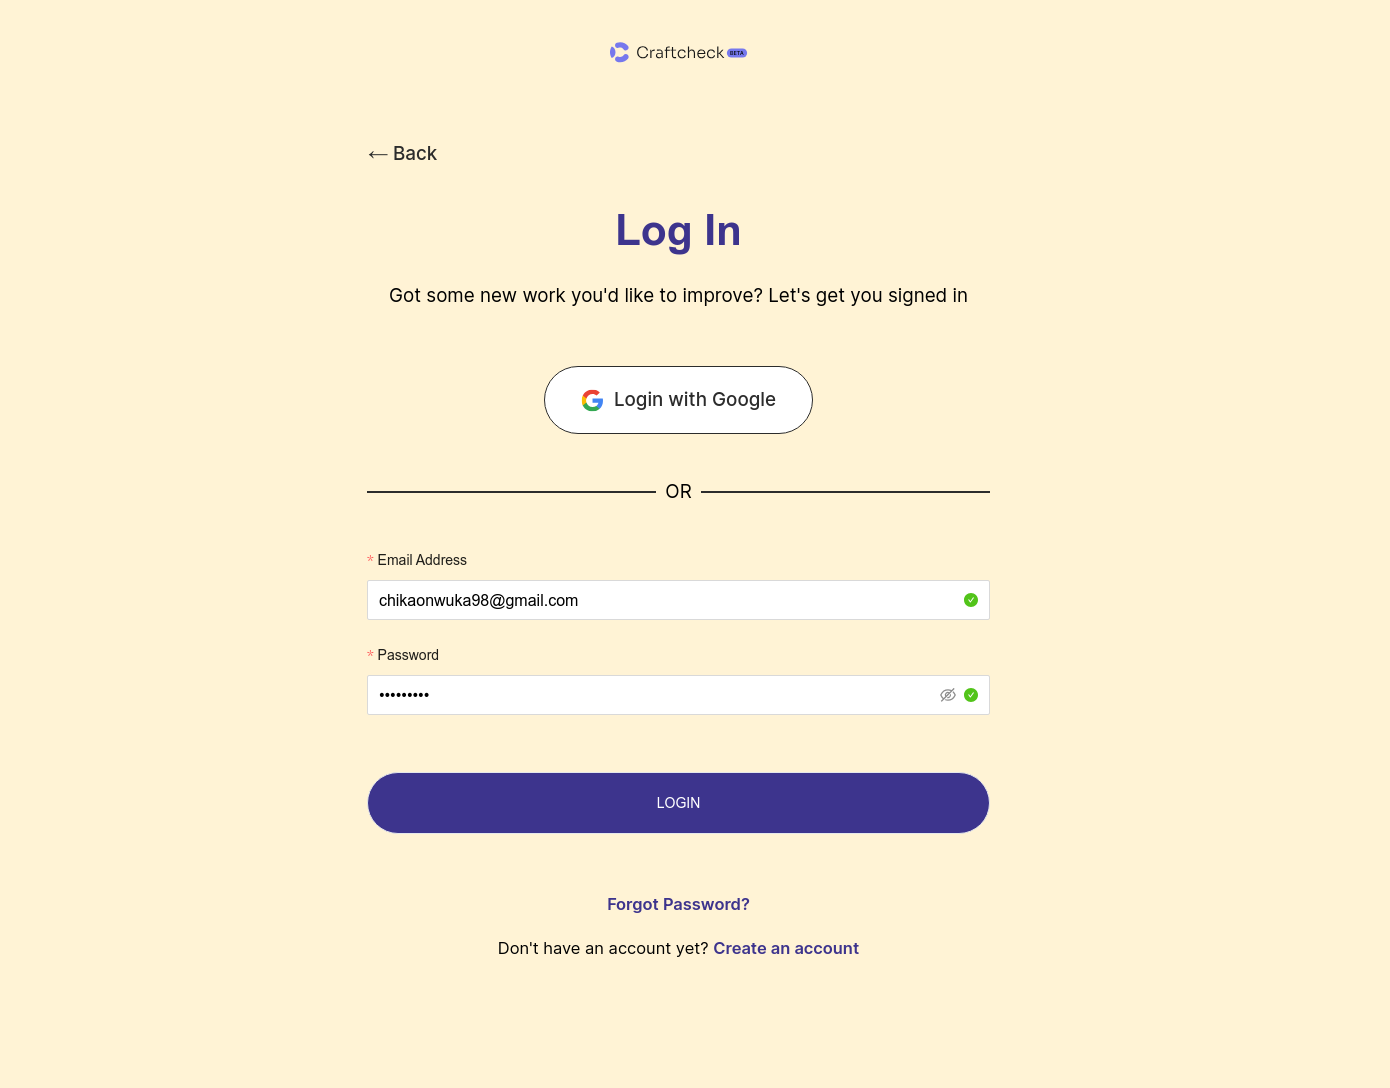 Craftcheck BETA
← Back
Log In
Got some new work you'd like to improve? Let's get you signed in
Login with Google
OR
* Email Address
chikaonwuka98@gmail.com
* Password
•••••••••
LOGIN
Forgot Password?
Don't have an account yet? Create an account